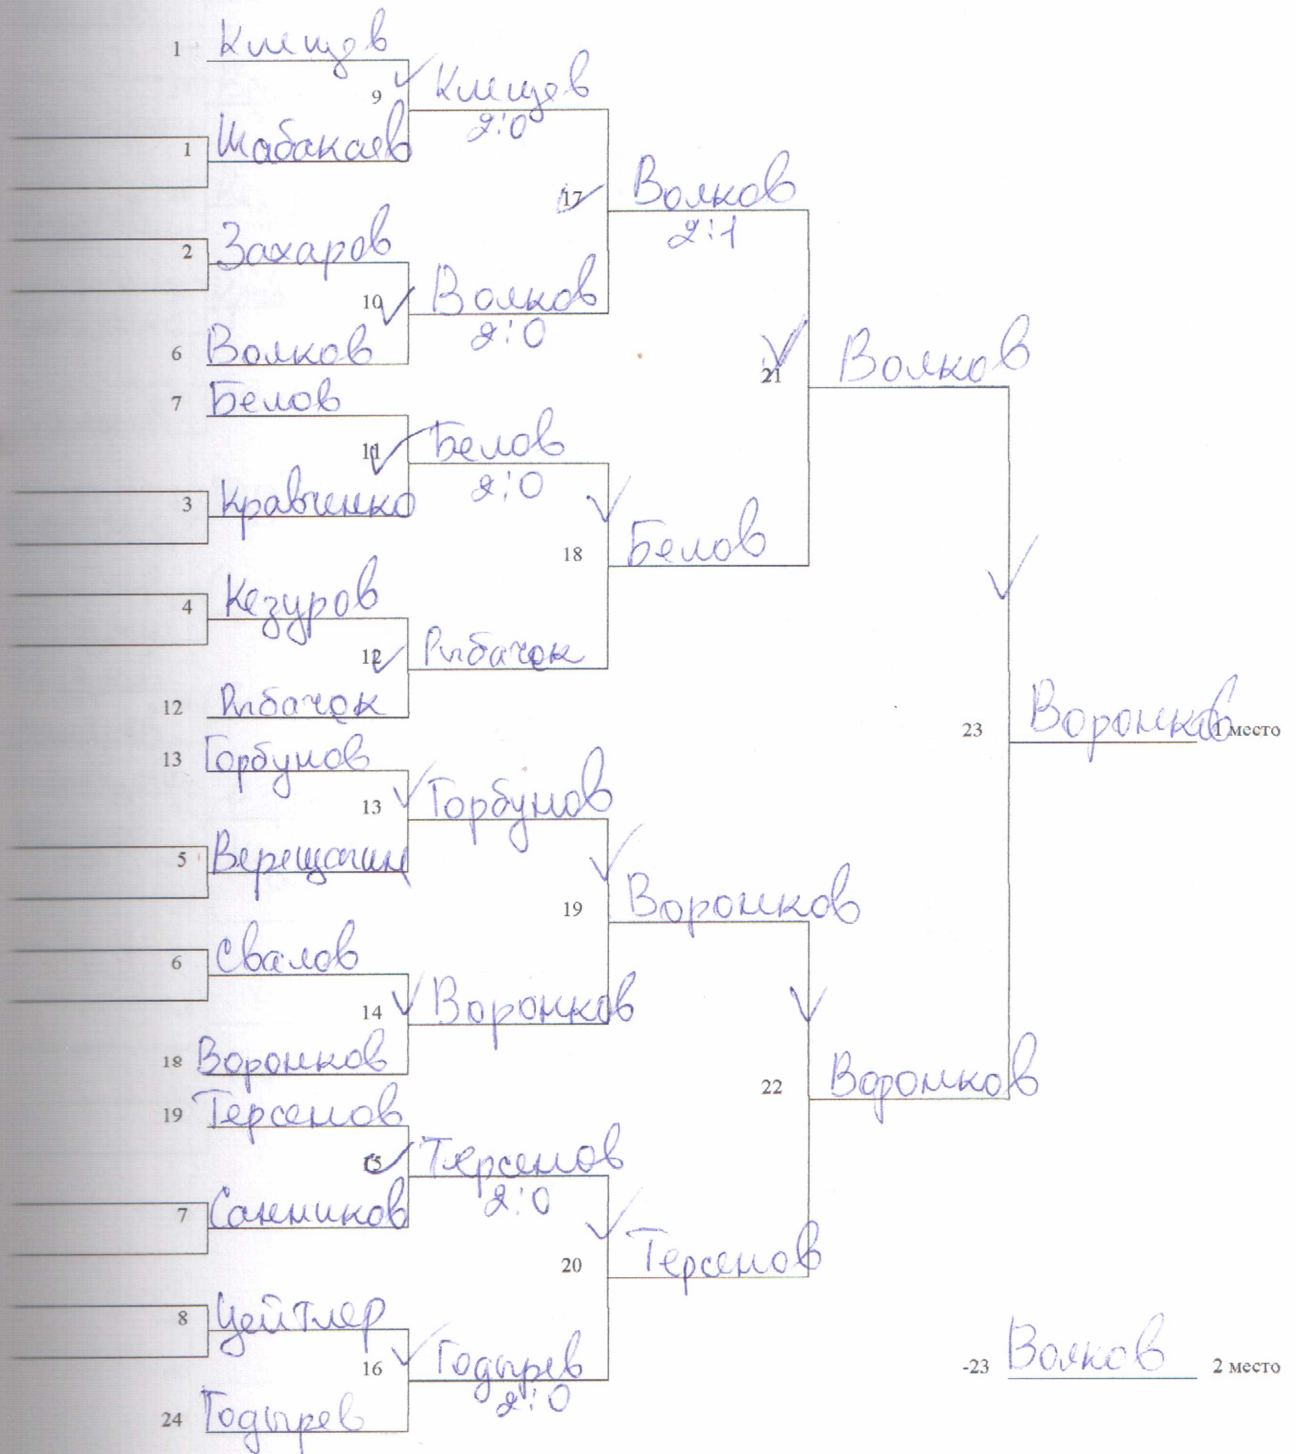 1 Клещев
9 Клещев
2:0
1 Шабакаев
17 Волков
2:1
2 Захаров
10 Волков
2:0
6 Волков
21 Волков
7 Белов
11 Белов
2:0
3 Кравченко
18 Белов
4 Кезуров
12 Рыбачок
12 Рыбачок
23 Воронков 1 место
13 Горбунов
13 Горбунов
5 Верещагин
19 Воронков
6 Свалов
14 Воронков
18 Воронков
22 Воронков
19 Терсенов
15 Терсенов
2:0
7 Санников
20 Терсенов
8 Цейтлер
16 Годырев
2:0
24 Годырев
-23 Волков 2 место